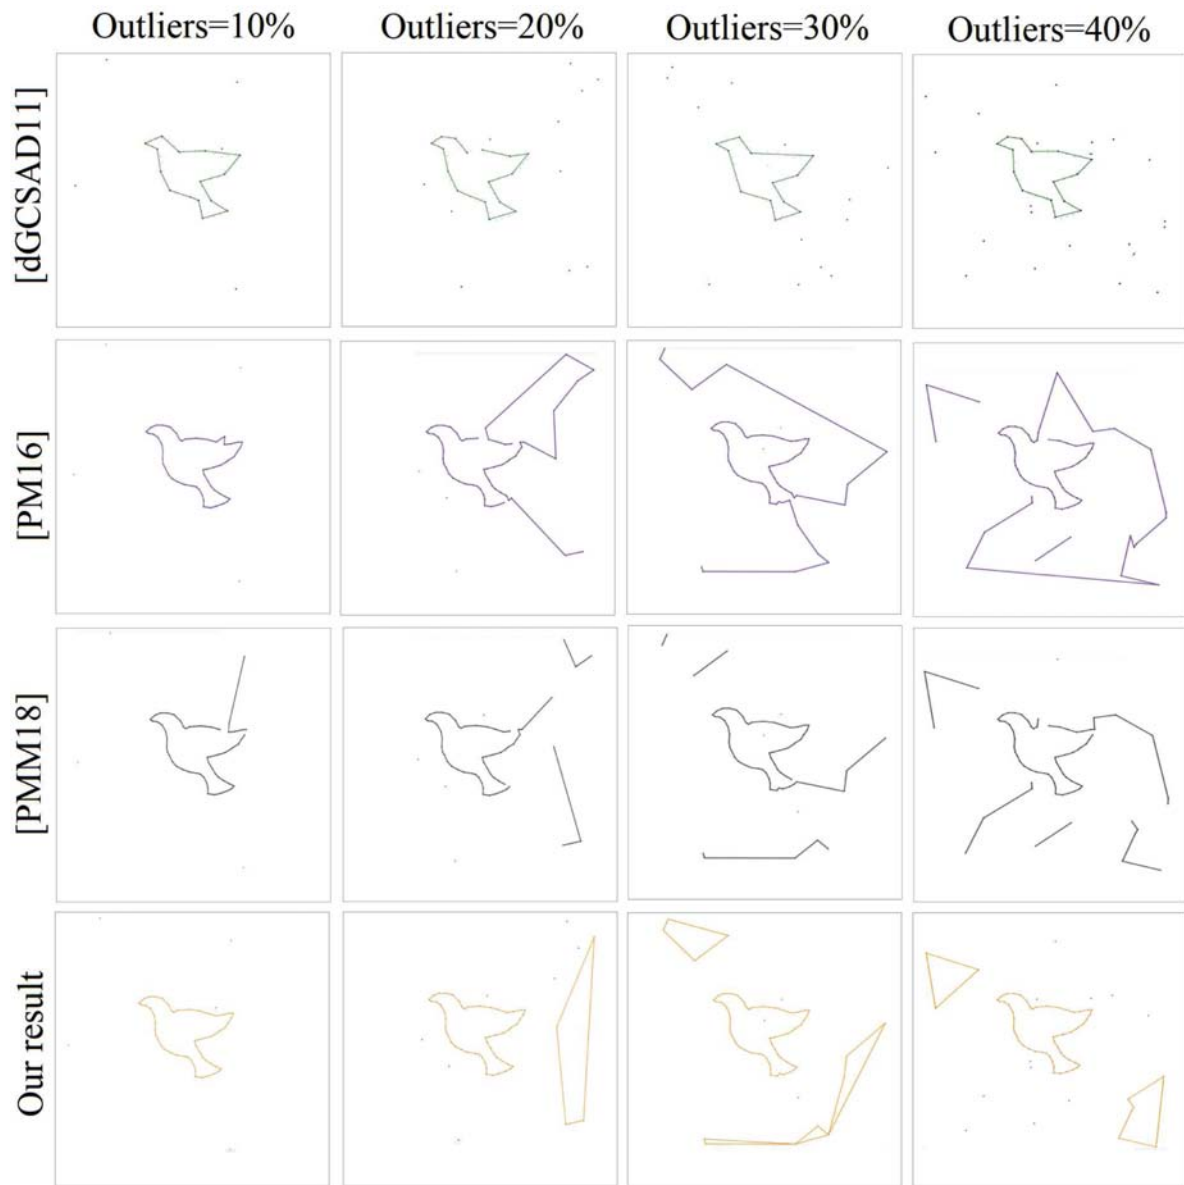 Outliers=10% Outliers=20% Outliers=30% Outliers=40%
[dGCSAD11]
[PM16]
[PMM18]
Our result